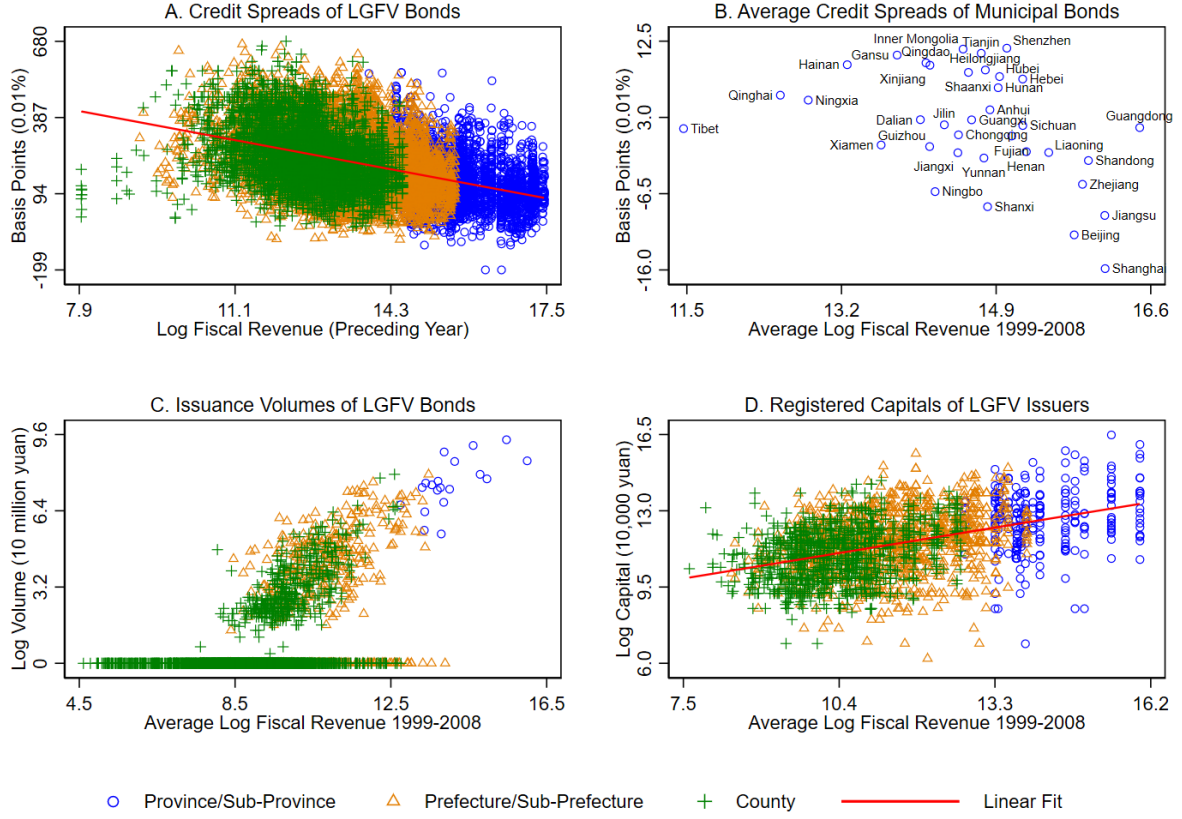 A. Credit Spreads of LGFV Bonds
Basis Points (0.01%)
680
387
94
-199
7.9 11.1 14.3 17.5
Log Fiscal Revenue (Preceding Year)
B. Average Credit Spreads of Municipal Bonds
Basis Points (0.01%)
12.5
3.0
-6.5
-16.0
Inner Mongolia
Tianjin
Shenzhen
Gansu
Qingdao
Heilongjiang
Hainan
Hubei
Xinjiang
Hebei
Shaanxi
Hunan
Qinghai
Ningxia
Anhui
Guangdong
Jilin
Dalian
Guangxi
Sichuan
Tibet
Guizhou
Chongqing
Xiamen
Fujian
Liaoning
Jiangxi
Henan
Shandong
Yunnan
Zhejiang
Ningbo
Shanxi
Jiangsu
Beijing
Shangha
11.5 13.2 14.9 16.6
Average Log Fiscal Revenue 1999-2008
C. Issuance Volumes of LGFV Bonds
Log Volume (10 million yuan)
9.6
6.4
3.2
0
4.5 8.5 12.5 16.5
Average Log Fiscal Revenue 1999-2008
D. Registered Capitals of LGFV Issuers
Log Capital (10,000 yuan)
16.5
13.0
9.5
6.0
7.5 10.4 13.3 16.2
Average Log Fiscal Revenue 1999-2008
Province/Sub-Province Prefecture/Sub-Prefecture County Linear Fit